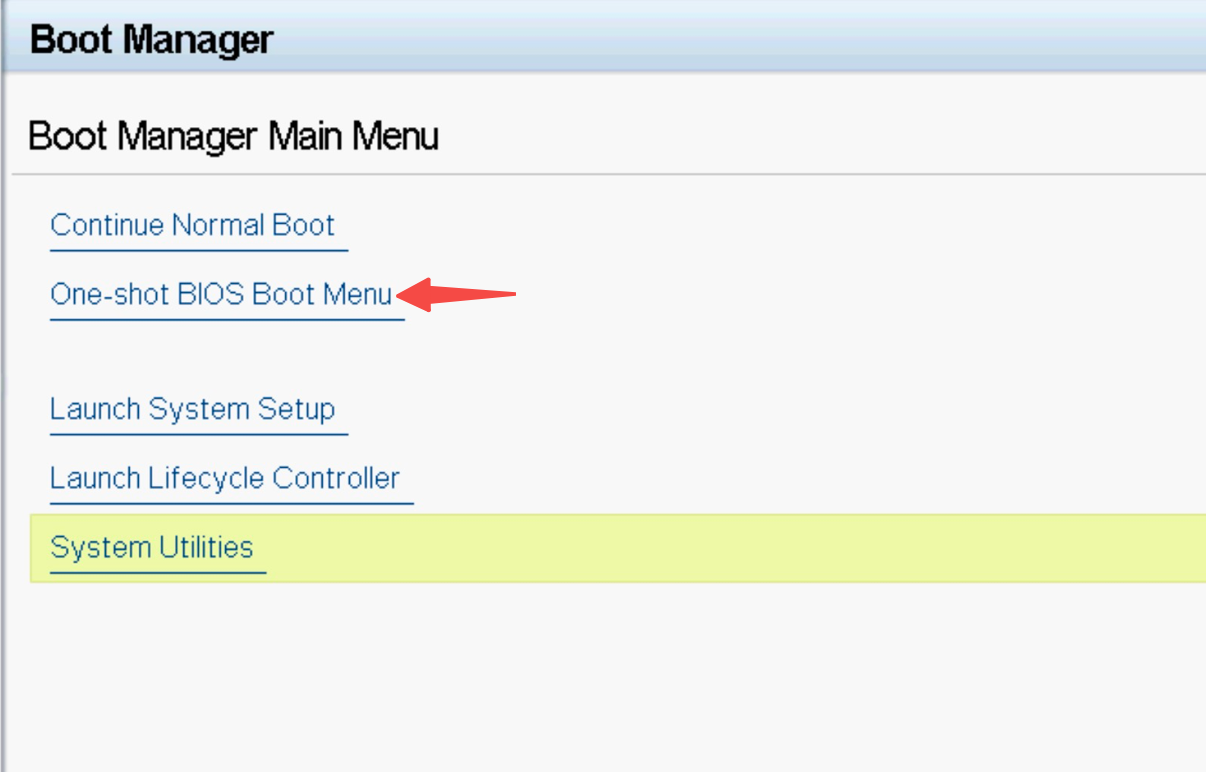 Boot Manager
Boot Manager Main Menu
Continue Normal Boot
One-shot BIOS Boot Menu
Launch System Setup
Launch Lifecycle Controller
System Utilities